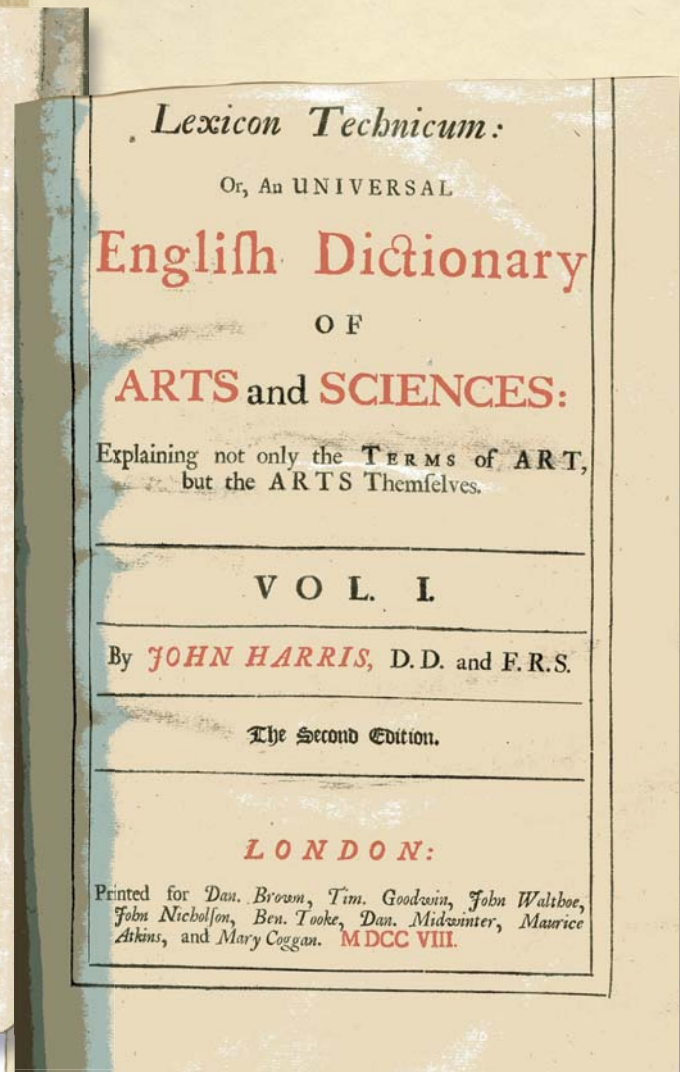 Lexicon Technicum:
Or, An UNIVERSAL
Engliſh Dictionary
OF
ARTS and SCIENCES:
Explaining not only the TERMS of ART,
but the ARTS Themſelves.
VOL. I.
By JOHN HARRIS, D.D. and F.R.S.
The Second Edition.
LONDON:
Printed for Dan. Brown, Tim. Goodwin, John Walthoe,
John Nicholſon, Ben. Tooke, Dan. Midwinter, Maurice
Atkins, and Mary Coggan. MDCC VIII.